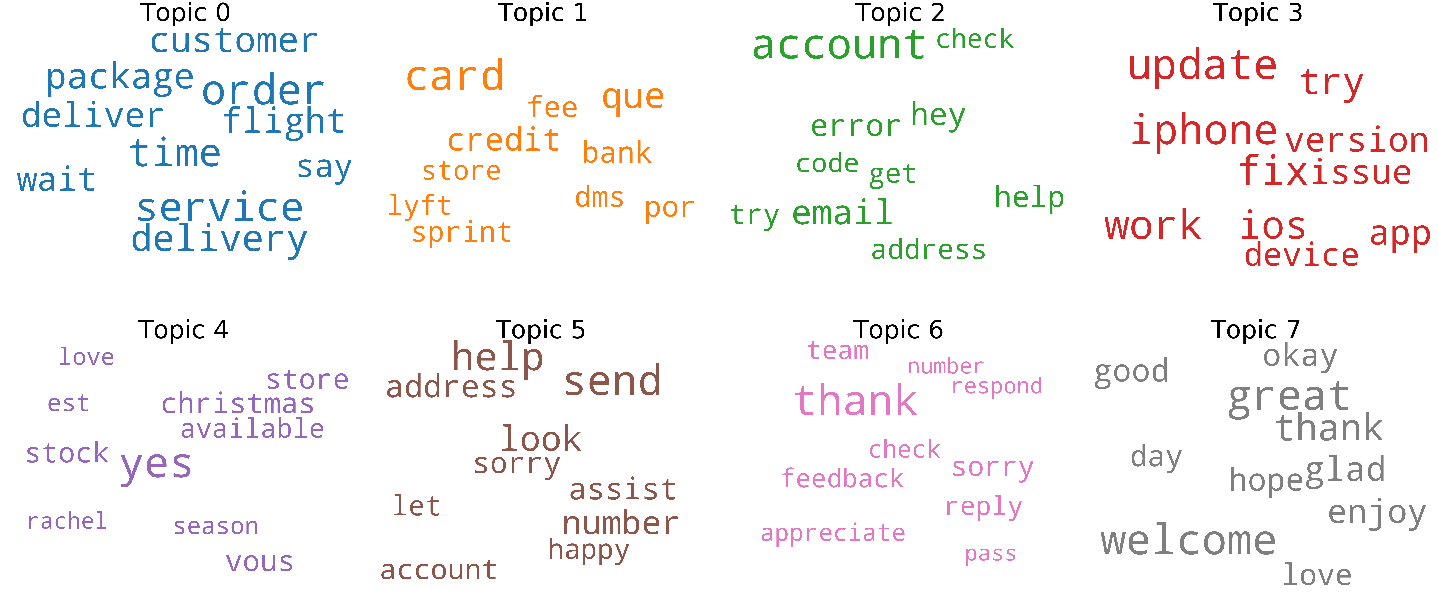 Topic 0
customer
package
order
deliver
flight
time
say
wait
service
delivery
Topic 1
card
fee
que
credit
bank
store
lyft
dms
por
sprint
Topic 2
account
check
error
hey
code
get
help
try
email
address
Topic 3
update
try
iphone
version
fix
issue
work
ios
app
device
Topic 4
love
store
est
christmas
available
stock
yes
rachel
season
vous
Topic 5
help
address
send
look
sorry
assist
let
number
happy
account
Topic 6
team
number
respond
thank
check
sorry
feedback
reply
appreciate
pass
Topic 7
okay
good
great
thank
day
glad
hope
enjoy
welcome
love